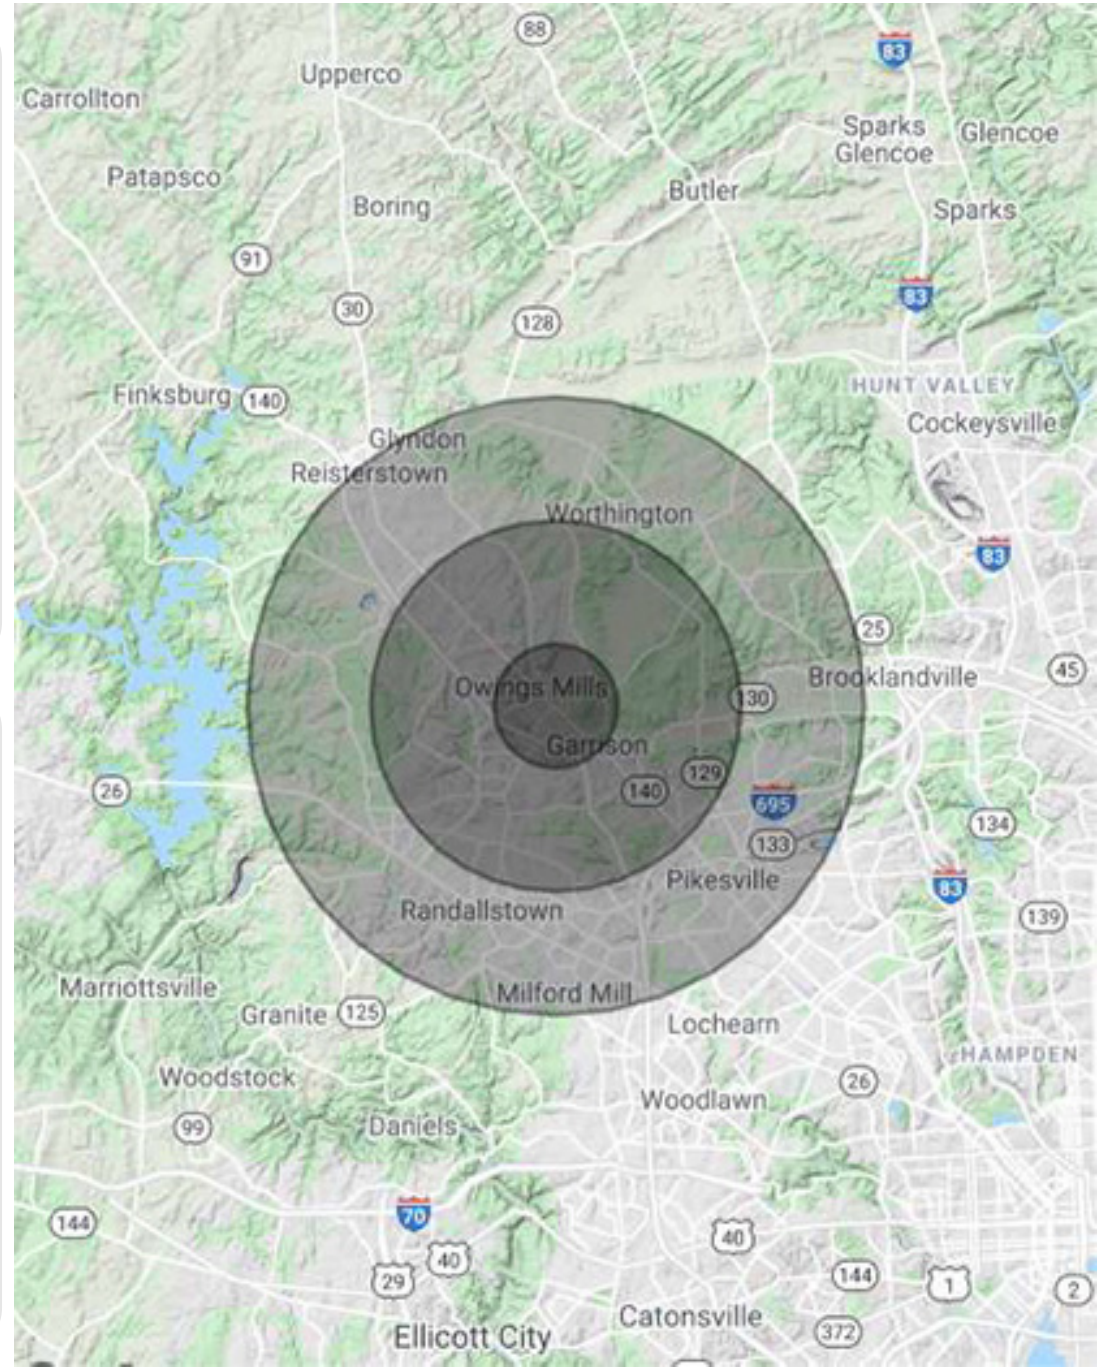 88
83
Upperco
Carrollton
Sparks
Glencoe
Glencoe
Patapsco
Butler
Boring
Sparks
91
83
30
128
HUNT VALLEY
Finksburg
140
Cockeysville
Glyndon
Reisterstown
Worthington
83
25
Brooklandville
45
Owings Mills
130
Garrison
129
140
26
695
133
134
Pikesville
83
Randallstown
139
Marriottsville
Milford Mill
Granite
125
Lochearn
HAMPDEN
Woodstock
26
Woodlawn
99
Daniels
70
144
40
40
29
144
1
2
Catonsville
372
Ellicott City